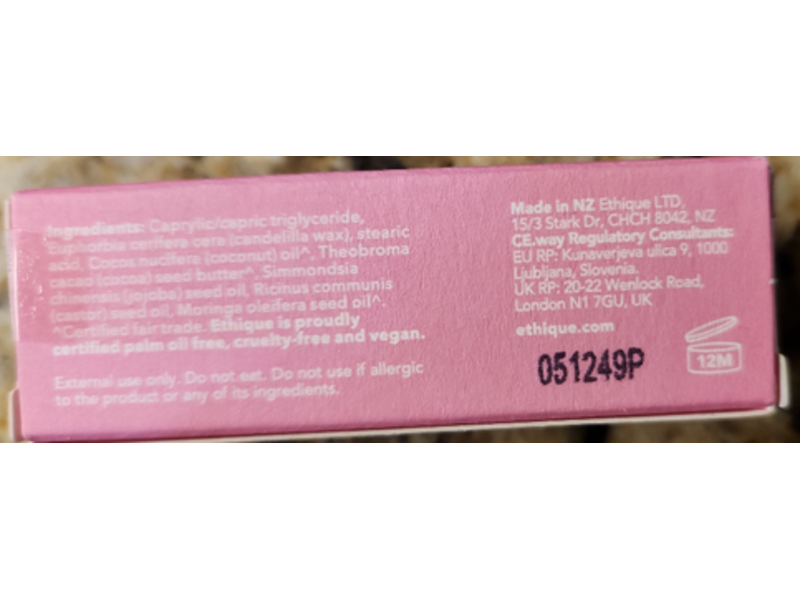 Ingredients: Caprylic/capric triglyceride,
Euphorbia cerifera cera (candelilla wax), stearic
acid, Cocos nucifera (coconut) oil^, Theobroma
cacao (cocoa) seed butter^, Simmondsia
chinensis (jojoba) seed oil, Ricinus communis
(castor) seed oil, Moringa oleifera seed oil^.
^Certified fair trade. Ethique is proudly
certified palm oil free, cruelty-free and vegan.
External use only. Do not eat. Do not use if allergic
to the product or any of its ingredients.
Made in NZ Ethique LTD,
15/3 Stark Dr, CHCH 8042, NZ
CE.way Regulatory Consultants:
EU RP: Kunaverjeva ulica 9, 1000
Ljubljana, Slovenia.
UK RP: 20-22 Wenlock Road,
London N1 7GU, UK
ethique.com
051249P
12M